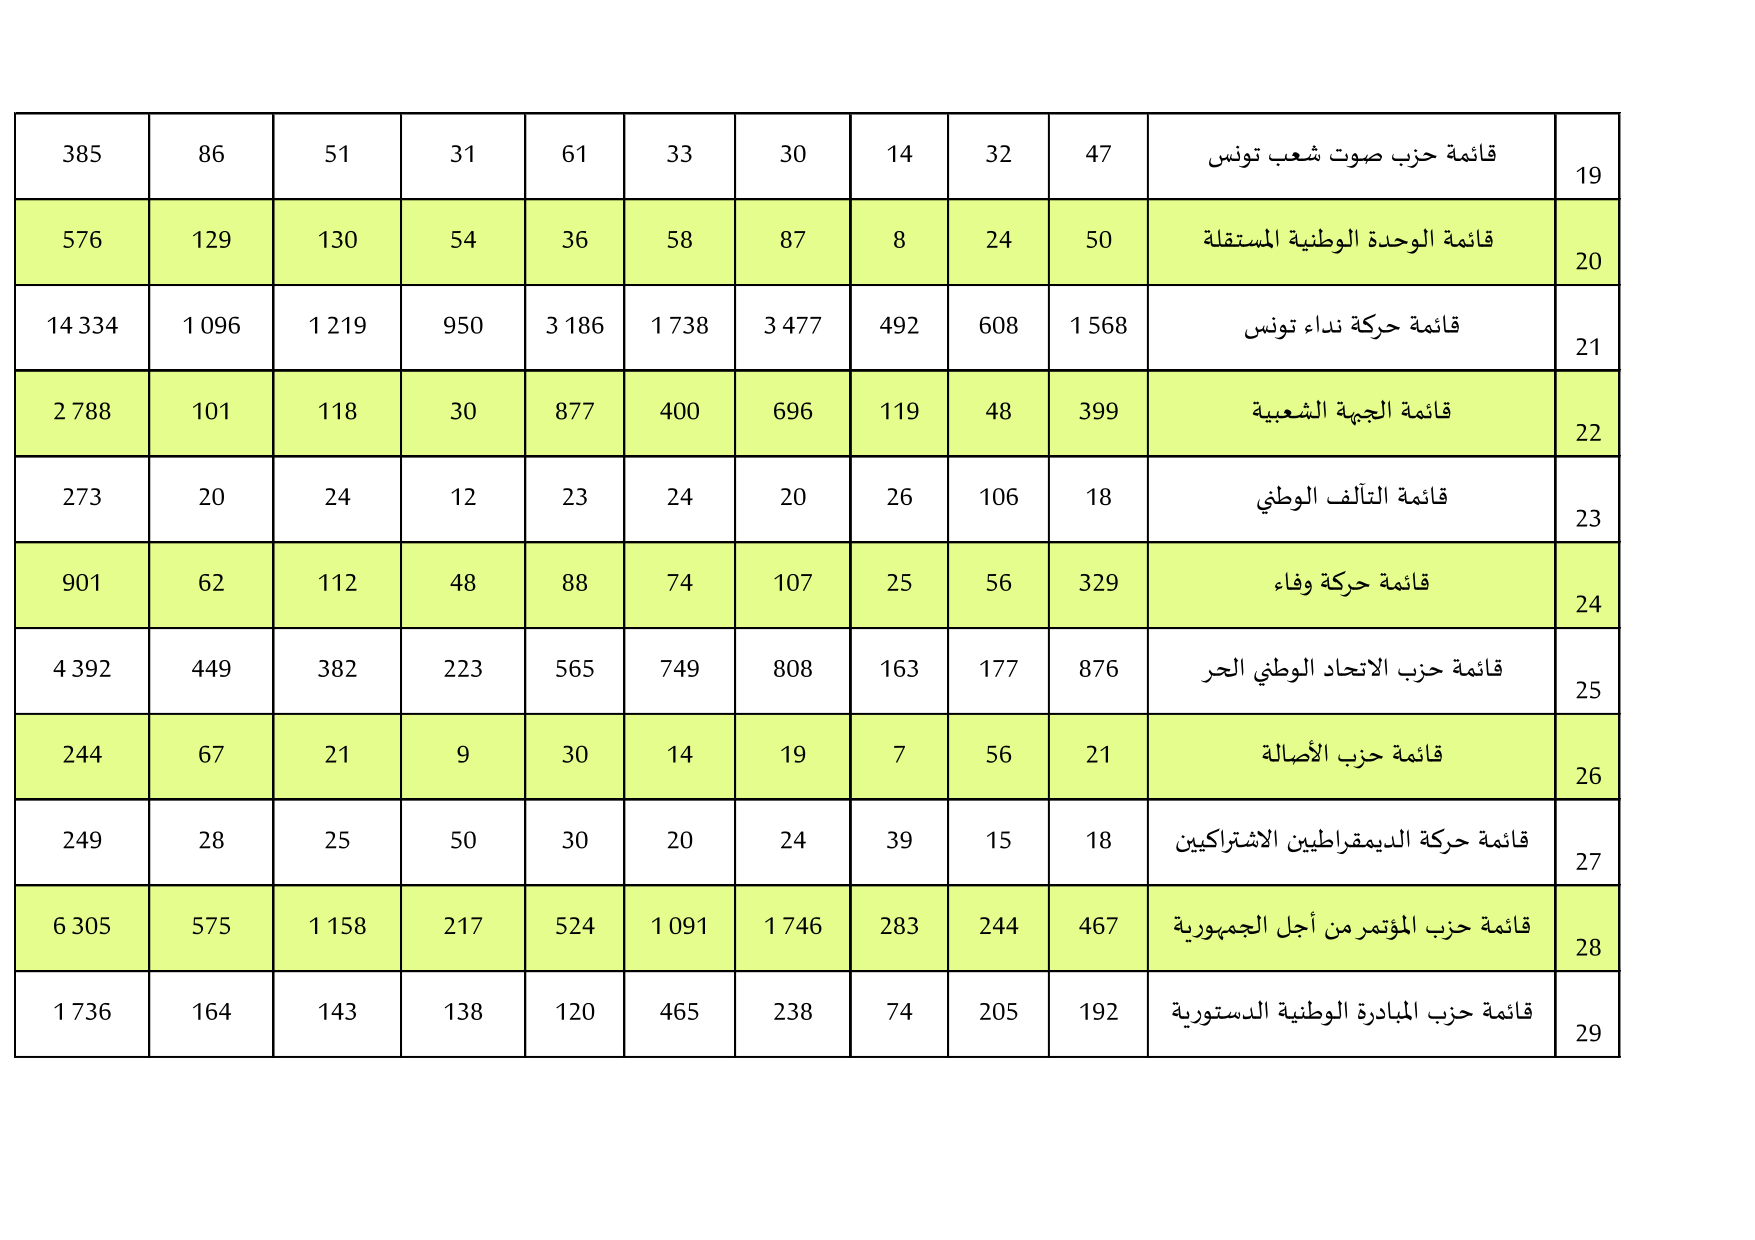 19 قائمة حزب صوت شعب تونس 47 32 14 30 33 61 31 51 86 385
20 قائمة الوحدة الوطنية المستقلة 50 24 8 87 58 36 54 130 129 576
21 قائمة حركة نداء تونس 1 568 608 492 3 477 1 738 3 186 950 1 219 1 096 14 334
22 قائمة الجبهة الشعبية 399 48 119 696 400 877 30 118 101 2 788
23 قائمة التآلف الوطني 18 106 26 20 24 23 12 24 20 273
24 قائمة حركة وفاء 329 56 25 107 74 88 48 112 62 901
25 قائمة حزب الاتحاد الوطني الحر 876 177 163 808 749 565 223 382 449 4 392
26 قائمة حزب الأصالة 21 56 7 19 14 30 9 21 67 244
27 قائمة حركة الديمقراطيين الاشتراكيين 18 15 39 24 20 30 50 25 28 249
28 قائمة حزب المؤتمر من أجل الجمهورية 467 244 283 1 746 1 091 524 217 1 158 575 6 305
29 قائمة حزب المبادرة الوطنية الدستورية 192 205 74 238 465 120 138 143 164 1 736